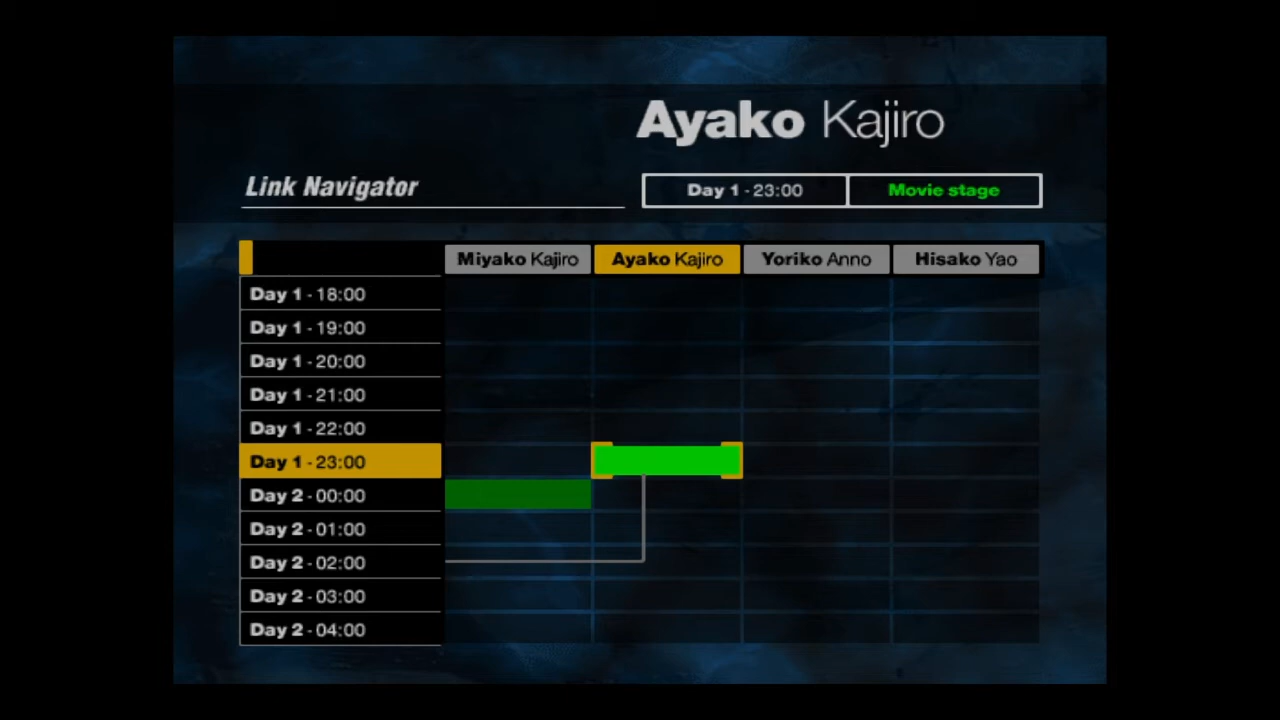 Ayako Kajiro
Link Navigator
Day 1 - 23:00 Movie stage
Miyako Kajiro Ayako Kajiro Yoriko Anno Hisako Yao
Day 1 - 18:00
Day 1 - 19:00
Day 1 - 20:00
Day 1 - 21:00
Day 1 - 22:00
Day 1 - 23:00
Day 2 - 00:00
Day 2 - 01:00
Day 2 - 02:00
Day 2 - 03:00
Day 2 - 04:00